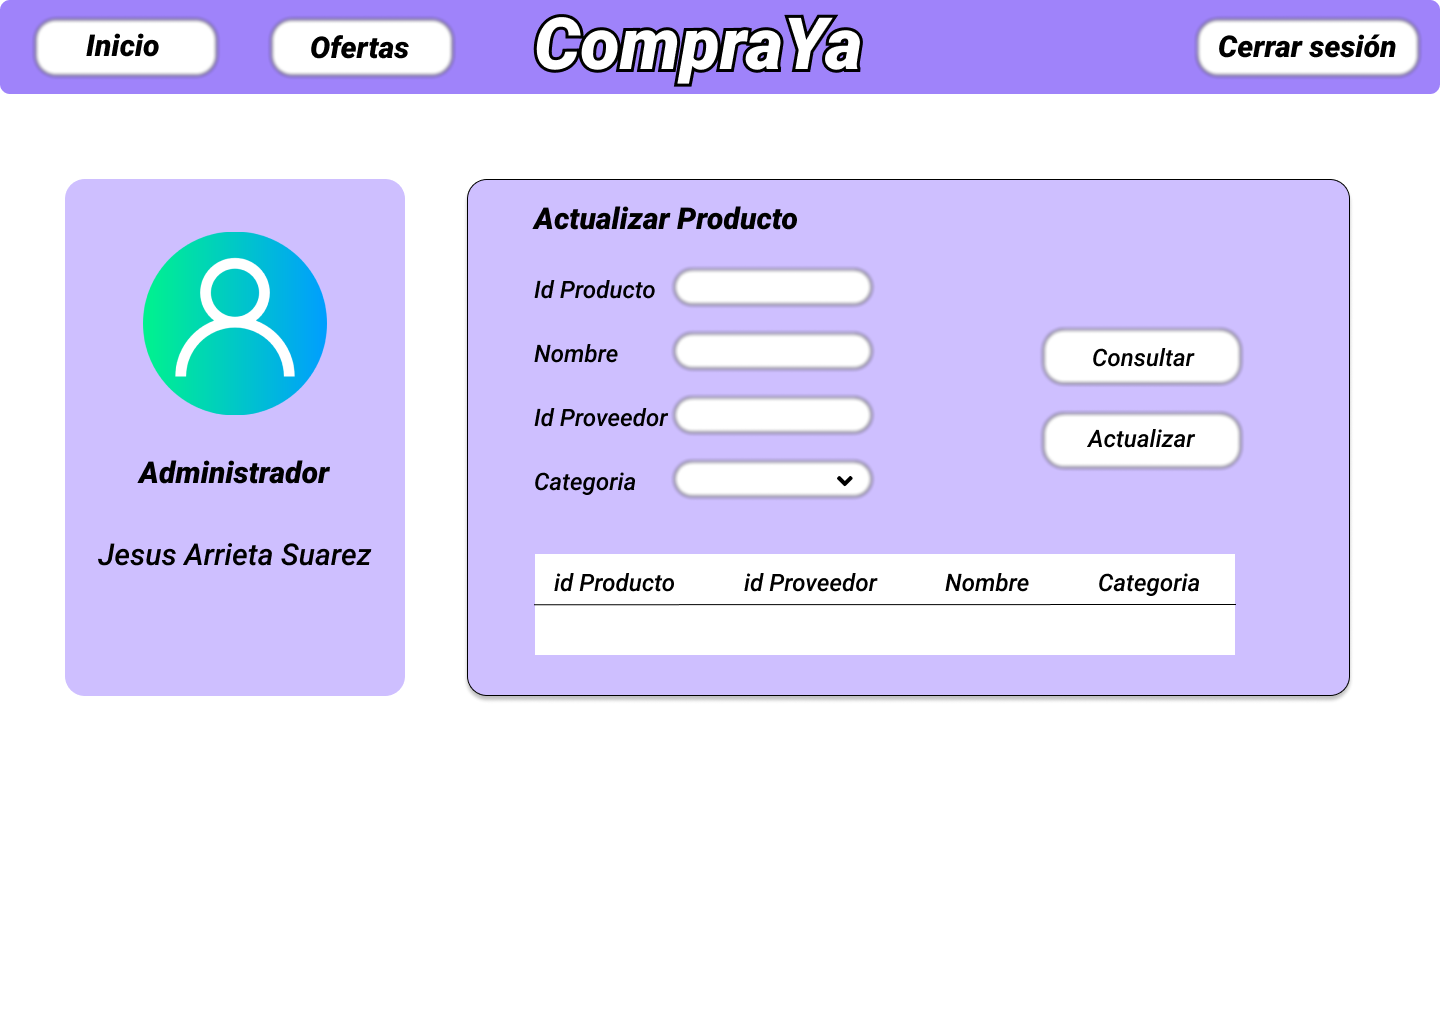 Inicio
Ofertas
CompraYa
Cerrar sesión
Administrador
Jesus Arrieta Suarez
Actualizar Producto
Id Producto
Nombre
Id Proveedor
Categoria
Consultar
Actualizar
id Producto id Proveedor Nombre Categoria